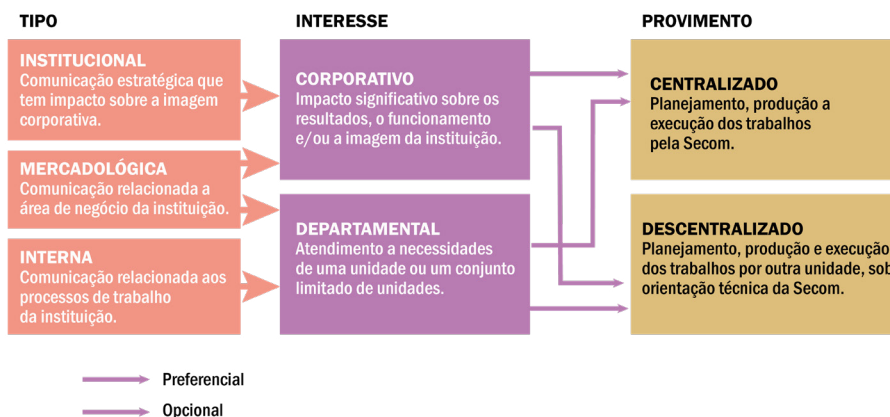 TIPO
INSTITUCIONAL
Comunicação estratégica que
tem impacto sobre a imagem
corporativa.
MERCADOLÓGICA
Comunicação relacionada a
área de negócio da instituição.
INTERNA
Comunicação relacionada aos
processos de trabalho
da instituição.
INTERESSE
CORPORATIVO
Impacto significativo sobre os
resultados, o funcionamento
e/ou a imagem da instituição.
DEPARTAMENTAL
Atendimento a necessidades
de uma unidade ou um conjunto
limitado de unidades.
PROVIMENTO
CENTRALIZADO
Planejamento, produção a
execução dos trabalhos
pela Secom.
DESCENTRALIZADO
Planejamento, produção e execução
dos trabalhos por outra unidade, sob
orientação técnica da Secom.
Preferencial
Opcional